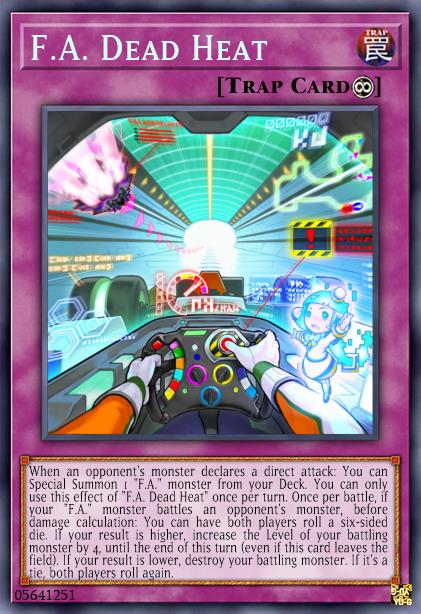 F.A. Dead Heat
TRAP
罠
[Trap Card]
!
When an opponent's monster declares a direct attack: You can
Special Summon 1 "F.A." monster from your Deck. You can only
use this effect of "F.A. Dead Heat" once per turn. Once per battle, if
your "F.A." monster battles an opponent's monster, before
damage calculation: You can have both players roll a six-sided
die. If your result is higher, increase the Level of your battling
monster by 4, until the end of this turn (even if this card leaves the
field). If your result is lower, destroy your battling monster. If it's a
tie, both players roll again.
05641251